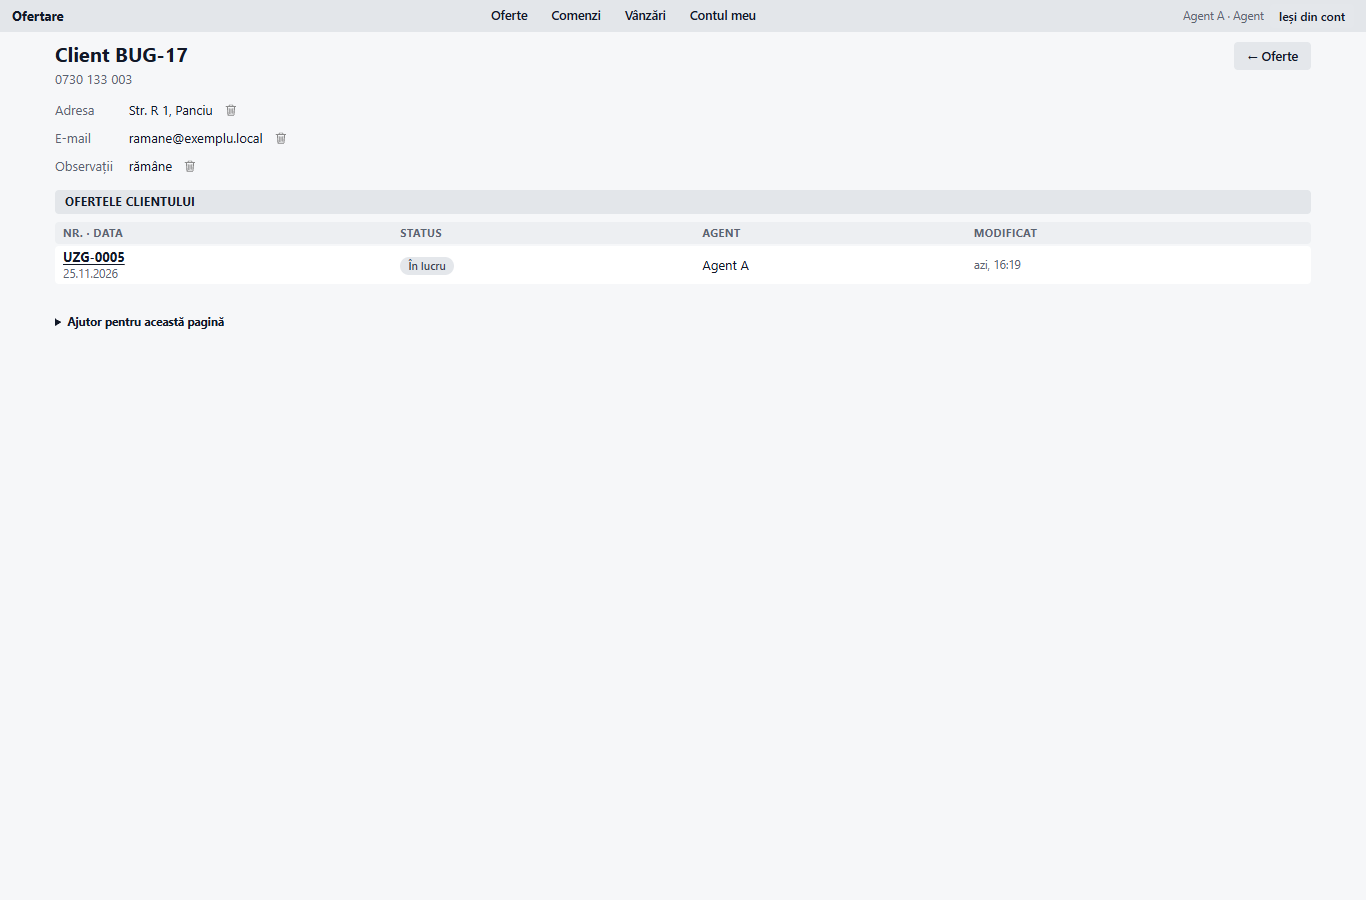 Ofertare Oferte Comenzi Vânzări Contul meu Agent A · Agent Ieși din cont
Client BUG-17 ← Oferte
0730 133 003
Adresa Str. R 1, Panciu
E-mail ramane@exemplu.local
Observații rămâne
OFERTELE CLIENTULUI
NR. · DATA STATUS AGENT MODIFICAT
UZG-0005 În lucru Agent A azi, 16:19
25.11.2026
Ajutor pentru această pagină